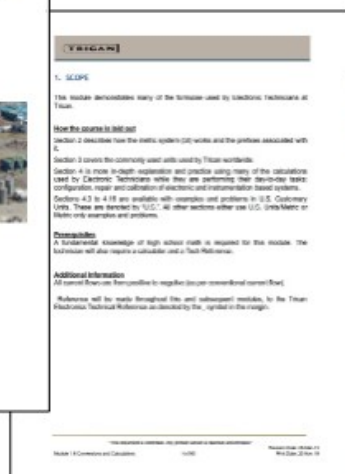 TRICAN
1. SCOPE
This module demonstrates many of the formulae used by Electronic Technicians at
Trican.
How the course is laid out
Section 2 describes how the metric system (SI) works and the prefixes associated with
it.
Section 3 covers the commonly used units used by Trican worldwide.
Section 4 is more in-depth explanation and practice using many of the calculations
used by Electronic Technicians while they are performing their day-to-day tasks:
configuration, repair and calibration of electronic and instrumentation based systems.
Sections 4.3 to 4.16 are available with examples and problems in U.S. Customary
Units. These are denoted by "U.S.". All other sections either use U.S. Units/Metric or
Metric only examples and problems.
Prerequisites
A fundamental knowledge of high school math is required for this module. The
technician will also require a calculator and a Tech Reference.
Additional Information
All current flows are from positive to negative (as per conventional current flow).
Reference will be made throughout this and subsequent modules, to the Trican
Electronics Technical Reference as denoted by the symbol in the margin.
Module 1.8 Conversions and Calculations